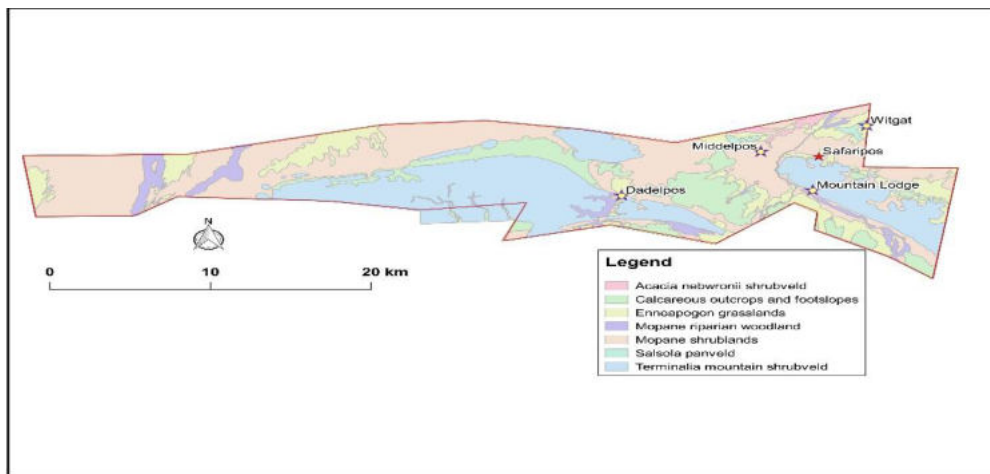 Witgat
Middelpos
Safaripos
Mountain Lodge
Dadelpos
N
0 10 20 km
Legend
Acacia nebwronii shrubveld
Calcareous outcrops and footslopes
Enneapogon grasslands
Mopane riparian woodland
Mopane shrublands
Salsola panveld
Terminalia mountain shrubveld